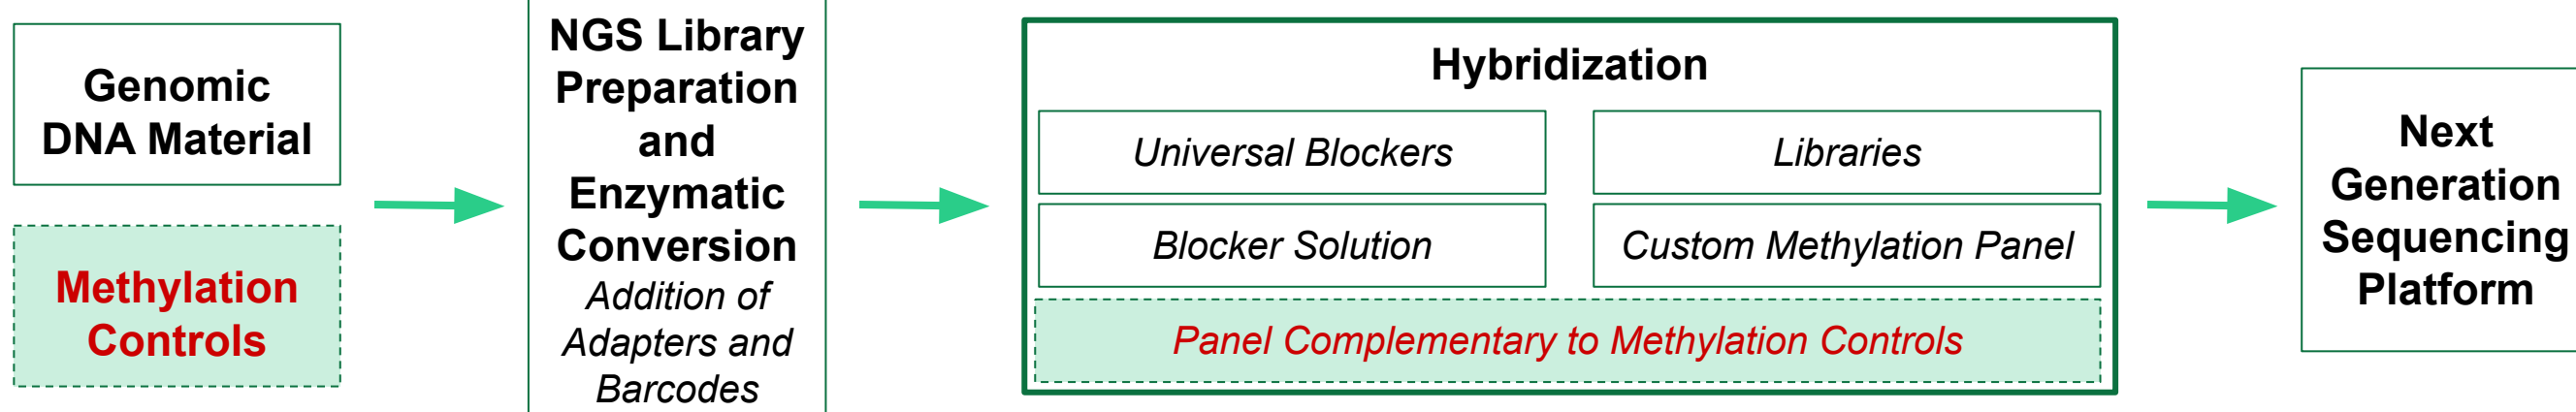 Genomic
DNA Material
Methylation
Controls
NGS Library
Preparation
and
Enzymatic
Conversion
Addition of
Adapters and
Barcodes
Hybridization
Universal Blockers
Libraries
Blocker Solution
Custom Methylation Panel
Panel Complementary to Methylation Controls
Next
Generation
Sequencing
Platform